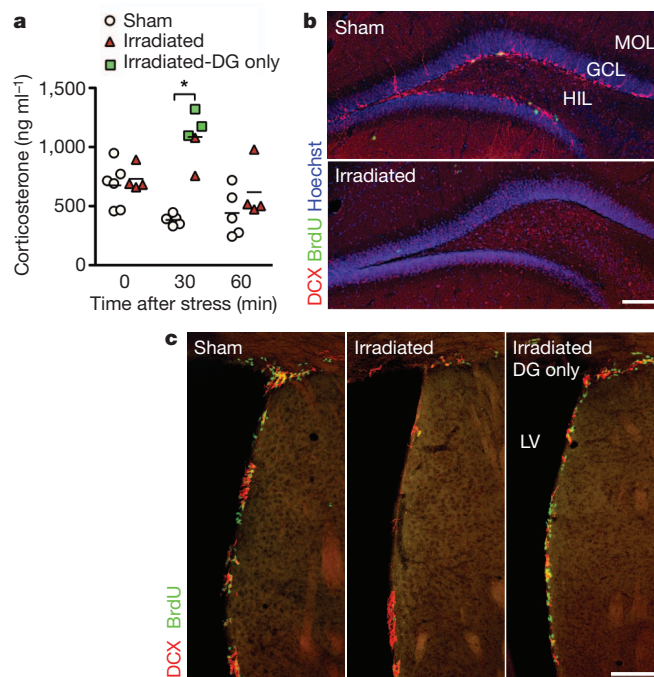 a
Sham
Irradiated
Irradiated-DG only
Corticosterone (ng ml⁻¹)
1,500
1,000
500
0
*
0 30 60
Time after stress (min)
b
Sham
MOL
GCL
HIL
Irradiated
DCX BrdU Hoechst
c
Sham
Irradiated
Irradiated
DG only
LV
DCX BrdU